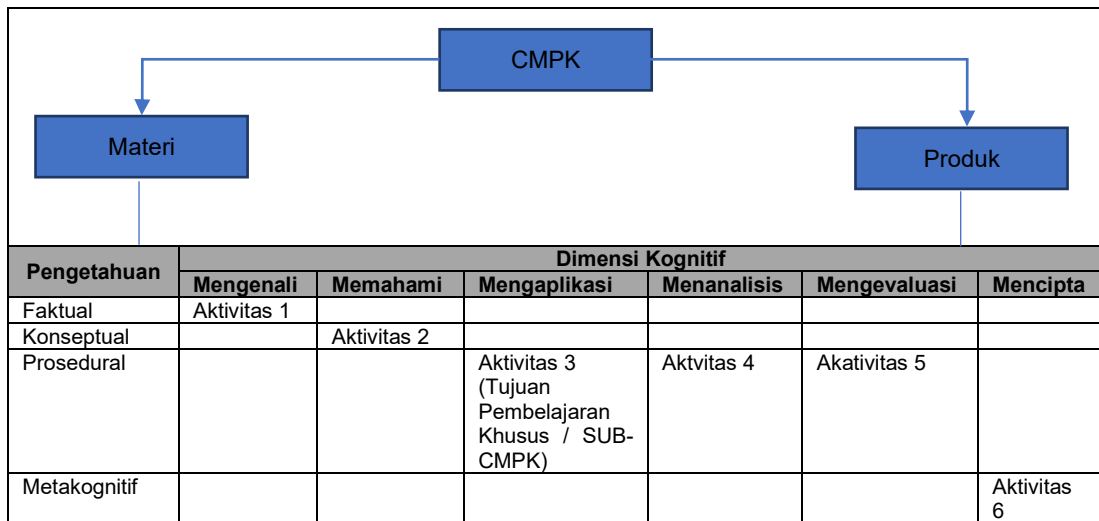 CMPK
Materi
Produk
Pengetahuan
Dimensi Kognitif
Mengenali
Memahami
Mengaplikasi
Menanalisis
Mengevaluasi
Mencipta
Faktual
Aktivitas 1
Konseptual
Aktivitas 2
Prosedural
Aktivitas 3
(Tujuan
Pembelajaran
Khusus / SUB-
CMPK)
Aktvitas 4
Akativitas 5
Metakognitif
Aktivitas
6